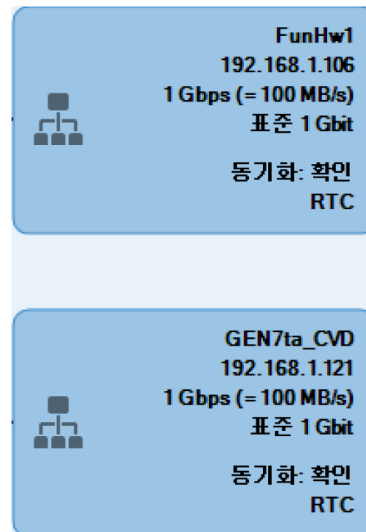 FunHw1
192.168.1.106
1 Gbps (= 100 MB/s)
표준 1 Gbit
동기화: 확인
RTC
GEN7ta_CVD
192.168.1.121
1 Gbps (= 100 MB/s)
표준 1 Gbit
동기화: 확인
RTC